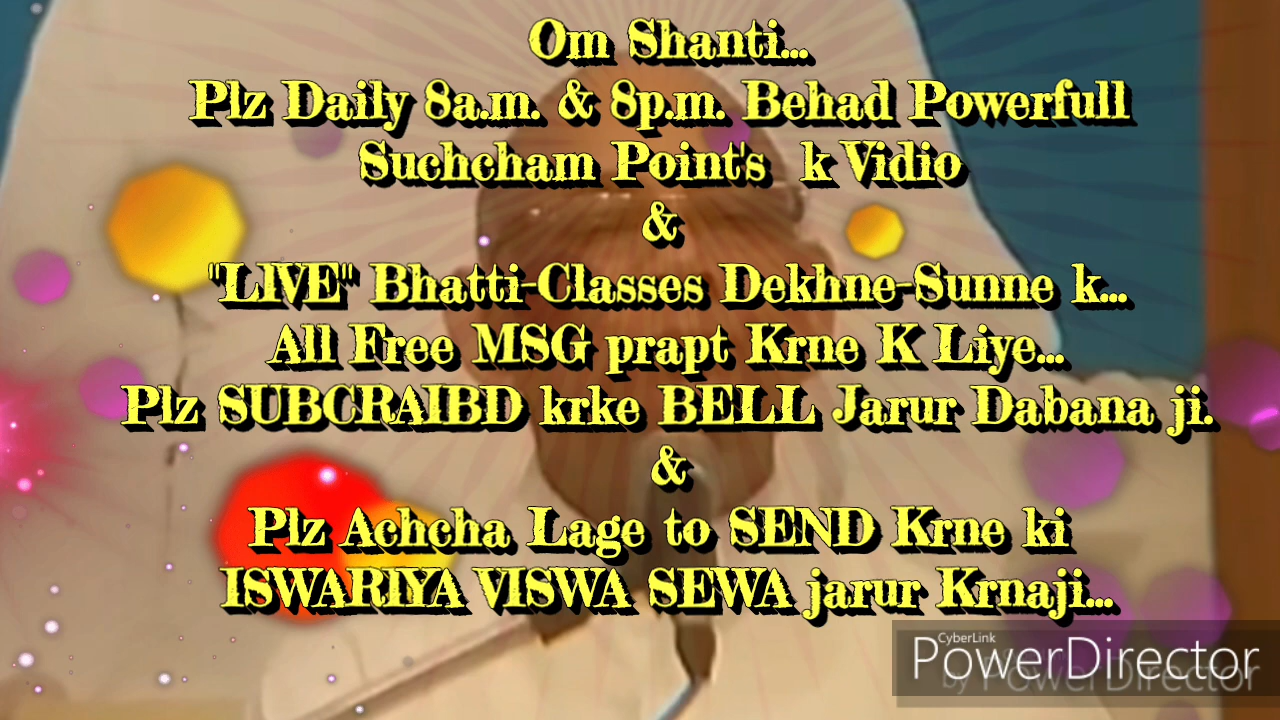 Om Shanti...
Plz Daily 8a.m. & 8p.m. Behad Powerfull
Suchcham Point's k Vidio
&
"LIVE" Bhatti-Classes Dekhne-Sunne k...
All Free MSG prapt Krne K Liye...
Plz SUBCRAIBD krke BELL Jarur Dabana ji.
&
Plz Achcha Lage to SEND Krne ki
ISWARIYA VISWA SEWA jarur Krnaji...
CyberLink
PowerDirector
by PowerDirector